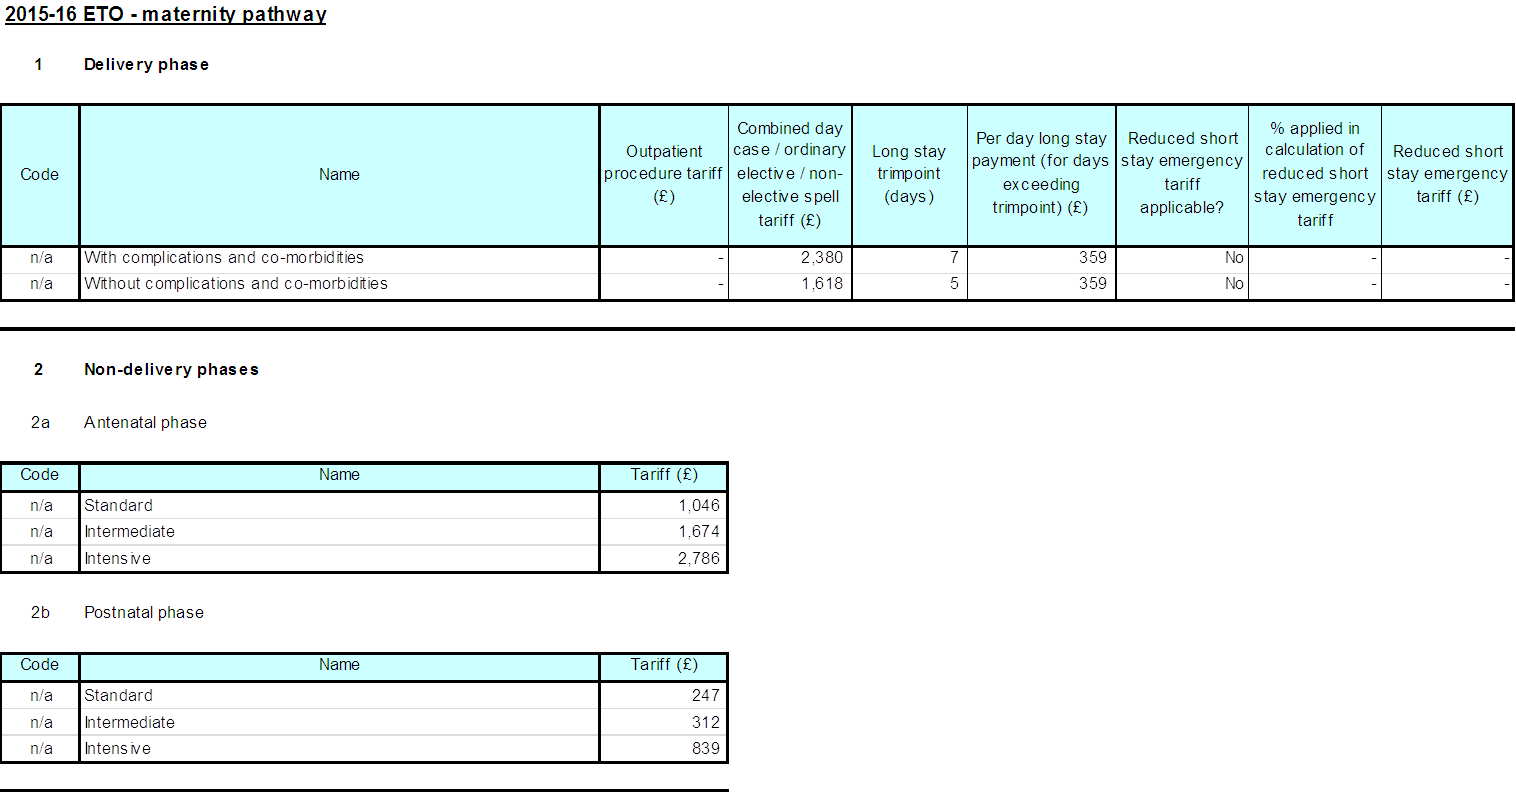 2015-16 ETO - maternity pathway
1 Delivery phase
Code Name Outpatient procedure tariff (£) Combined day case / ordinary elective / non-elective spell tariff (£) Long stay trimpoint (days) Per day long stay payment (for days exceeding trimpoint) (£) Reduced short stay emergency tariff applicable? % applied in calculation of reduced short stay emergency tariff Reduced short stay emergency tariff (£)
n/a With complications and co-morbidities - 2,380 7 359 No - -
n/a Without complications and co-morbidities - 1,618 5 359 No - -
2 Non-delivery phases
2a Antenatal phase
Code Name Tariff (£)
n/a Standard 1,046
n/a Intermediate 1,674
n/a Intensive 2,786
2b Postnatal phase
Code Name Tariff (£)
n/a Standard 247
n/a Intermediate 312
n/a Intensive 839